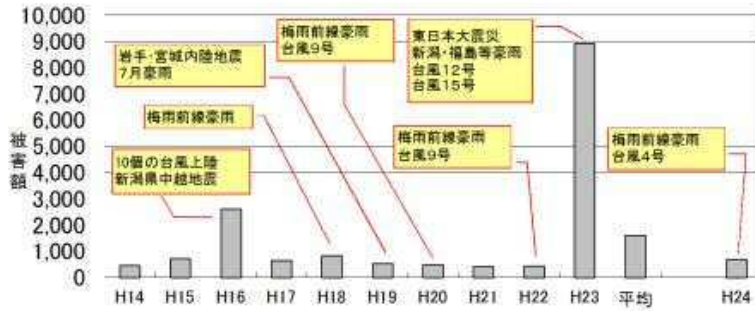 被害額
10,000
9,000
8,000
7,000
6,000
5,000
4,000
3,000
2,000
1,000
0
岩手・宮城内陸地震
7月豪雨
梅雨前線豪雨
台風9号
東日本大震災
新潟・福島等豪雨
台風12号
台風15号
梅雨前線豪雨
10個の台風上陸
新潟県中越地震
梅雨前線豪雨
台風9号
梅雨前線豪雨
台風4号
H14 H15 H16 H17 H18 H19 H20 H21 H22 H23 平均 H24